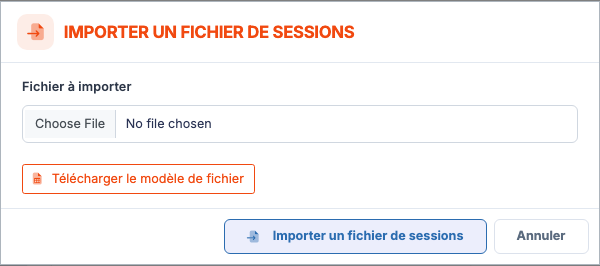 IMPORTER UN FICHIER DE SESSIONS
Fichier à importer
Choose File No file chosen
Télécharger le modèle de fichier
Importer un fichier de sessions
Annuler